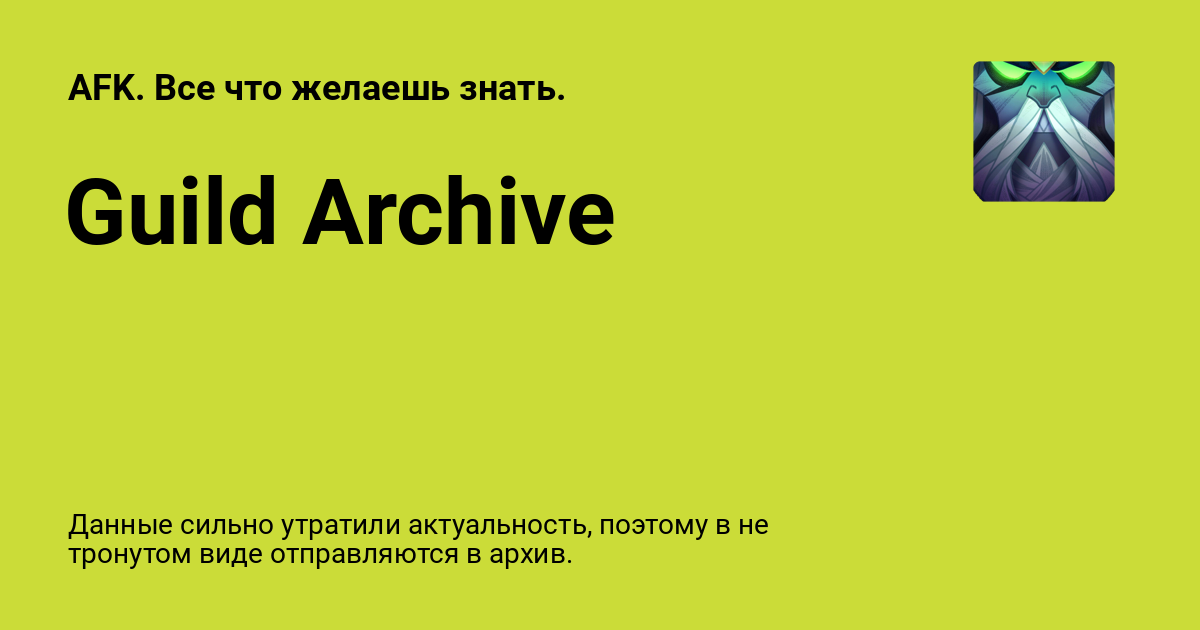 AFK. Все что желаешь знать.
Guild Archive
Данные сильно утратили актуальность, поэтому в не
тронутом виде отправляются в архив.